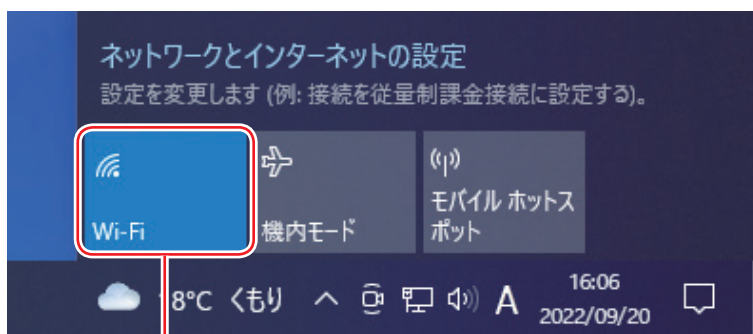 ネットワークとインターネットの設定
設定を変更します (例: 接続を従量制課金接続に設定する)。
Wi-Fi
機内モード
モバイル ホットス
ポット
8°C くもり
A
16:06
2022/09/20